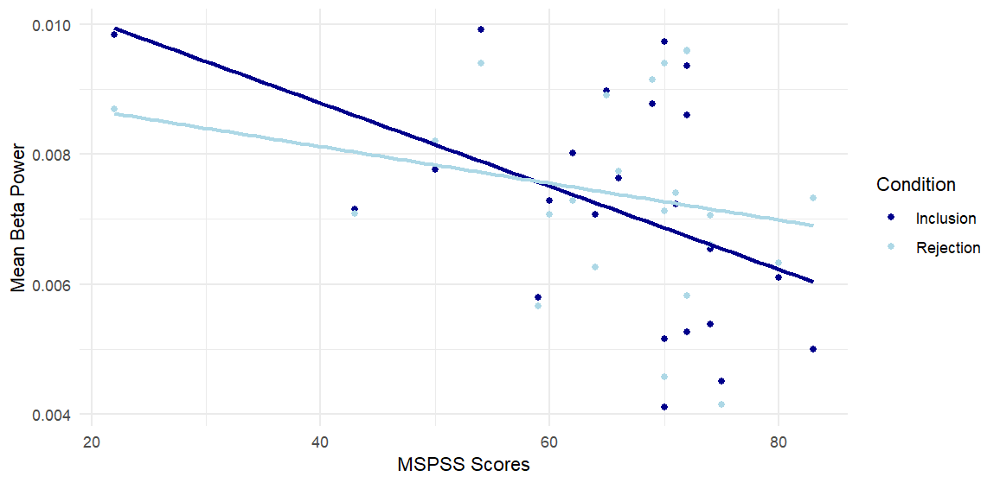 0.010
0.008
0.006
0.004
Mean Beta Power
20 40 60 80
MSPSS Scores
Condition
Inclusion
Rejection